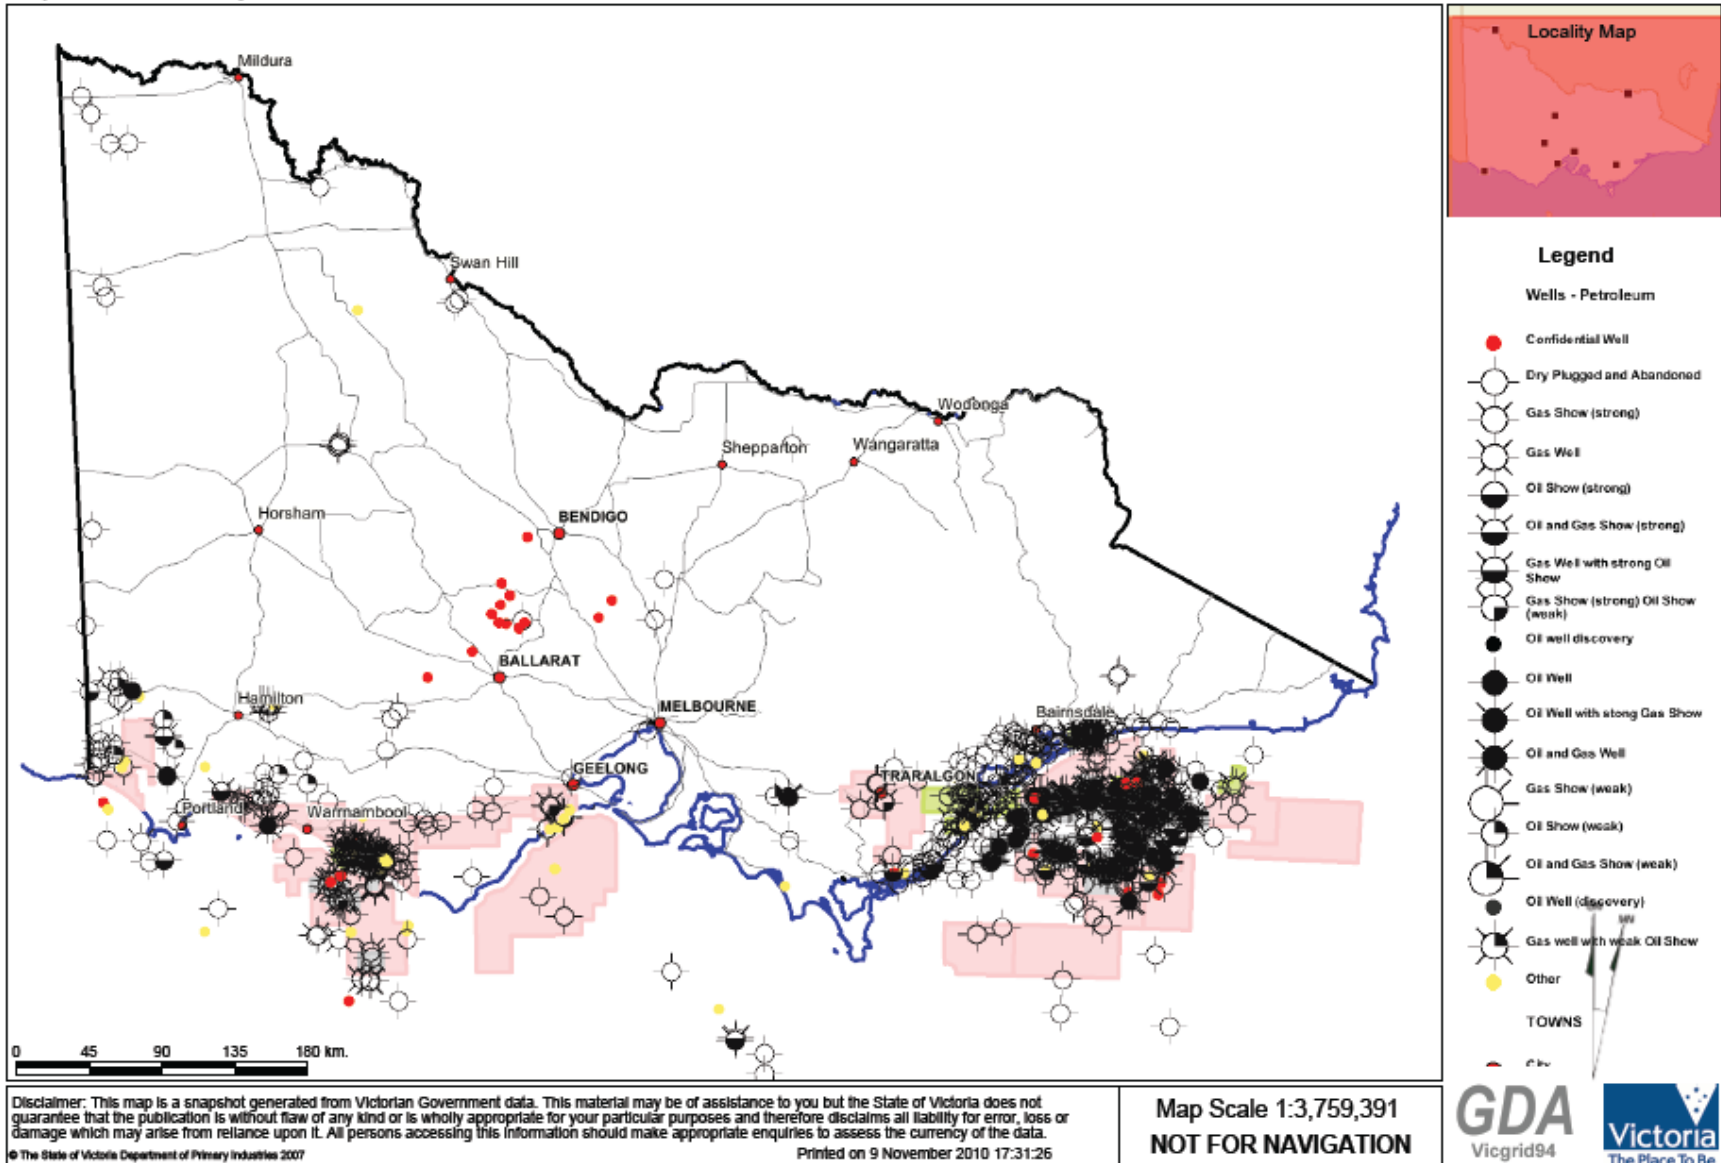 Mildura
Swan Hill
Wodonga
Shepparton
Wangaratta
Horsham
BENDIGO
BALLARAT
Hamilton
MELBOURNE
Bairnsdale
GEELONG
TRARALGON
Portland
Warrnambool
0 45 90 135 180 km.
Locality Map
Legend
Wells - Petroleum
Confidential Well
Dry Plugged and Abandoned
Gas Show (strong)
Gas Well
Oil Show (strong)
Oil and Gas Show (strong)
Gas Well with strong Oil
Show
Gas Show (strong) Oil Show
(weak)
Oil well discovery
Oil Well
Oil Well with stong Gas Show
Oil and Gas Well
Gas Show (weak)
Oil Show (weak)
Oil and Gas Show (weak)
Oil Well (discovery)
MN
Gas well with weak Oil Show
Other
TOWNS
City
Disclaimer: This map is a snapshot generated from Victorian Government data. This material may be of assistance to you but the State of Victoria does not
guarantee that the publication is without flaw of any kind or is wholly appropriate for your particular purposes and therefore disclaims all liability for error, loss or
damage which may arise from reliance upon it. All persons accessing this information should make appropriate enquiries to assess the currency of the data.
© The State of Victoria Department of Primary Industries 2007
Printed on 9 November 2010 17:31:26
Map Scale 1:3,759,391
NOT FOR NAVIGATION
GDA
Vicgrid94
Victoria
The Place To Be